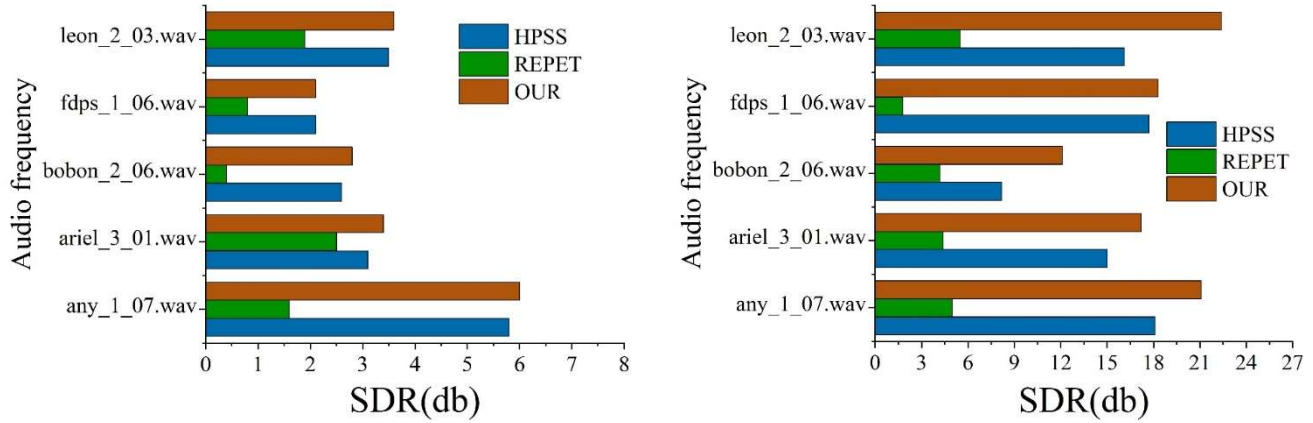 Audio frequency
leon_2_03.wav
fdps_1_06.wav
bobon_2_06.wav
ariel_3_01.wav
any_1_07.wav
HPSS
REPET
OUR
0 1 2 3 4 5 6 7 8
SDR(db)
Audio frequency
leon_2_03.wav
fdps_1_06.wav
bobon_2_06.wav
ariel_3_01.wav
any_1_07.wav
HPSS
REPET
OUR
0 3 6 9 12 15 18 21 24 27
SDR(db)